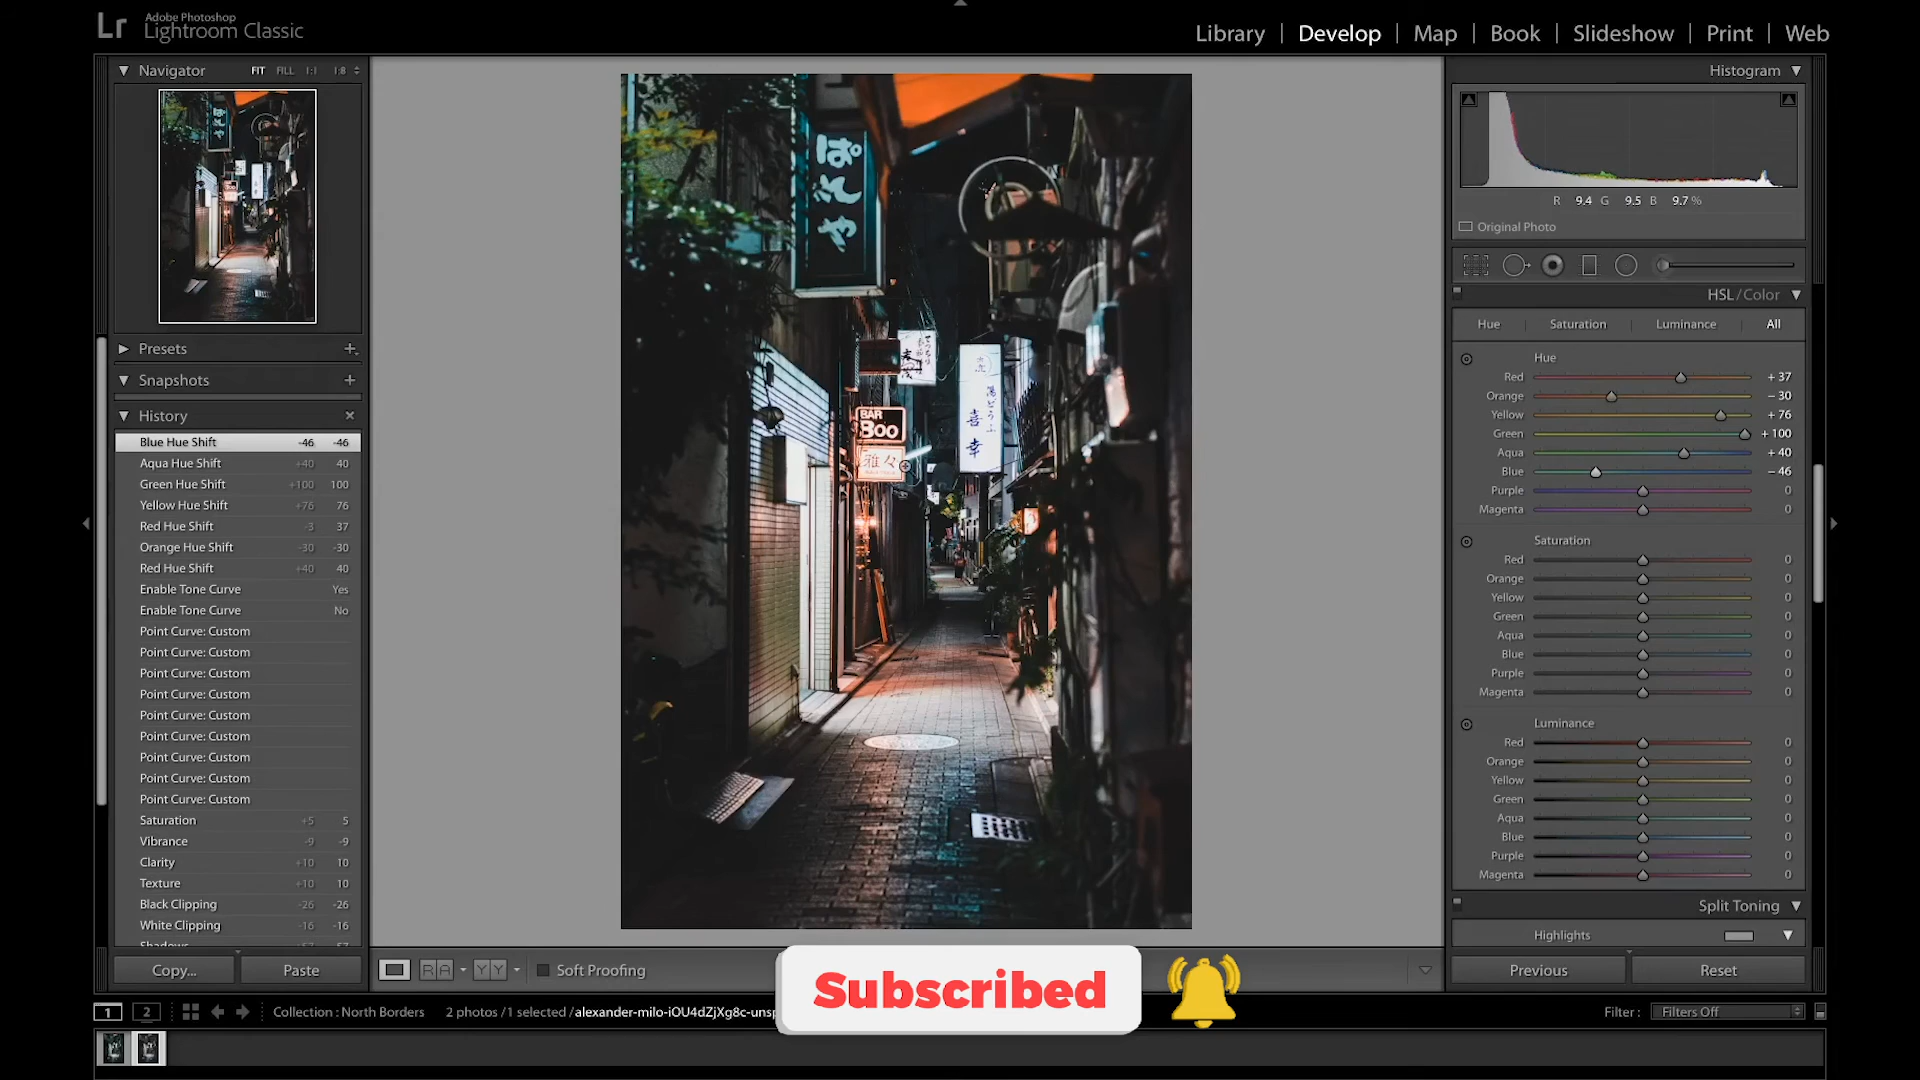 Lr
Adobe Photoshop
Lightroom Classic
Library | Develop | Map | Book | Slideshow | Print | Web
Navigator FIT FILL 1:1 1:8
Presets
Snapshots
History
Blue Hue Shift -46 -46
Aqua Hue Shift +40 40
Green Hue Shift +100 100
Yellow Hue Shift +76 76
Red Hue Shift -3 37
Orange Hue Shift -30 -30
Red Hue Shift +40 40
Enable Tone Curve Yes
Enable Tone Curve No
Point Curve: Custom
Point Curve: Custom
Point Curve: Custom
Point Curve: Custom
Point Curve: Custom
Point Curve: Custom
Point Curve: Custom
Point Curve: Custom
Point Curve: Custom
Saturation +5 5
Vibrance -9 -9
Clarity +10 10
Texture +10 10
Black Clipping -26 -26
White Clipping -16 -16
Copy... Paste
ぱらや
BAR
BOO
雅々
喜幸
Histogram
R 9.4 G 9.5 B 9.7 %
Original Photo
HSL / Color
Hue Saturation Luminance All
Hue
Red +37
Orange -30
Yellow +76
Green +100
Aqua +40
Blue -46
Purple 0
Magenta 0
Saturation
Red 0
Orange 0
Yellow 0
Green 0
Aqua 0
Blue 0
Purple 0
Magenta 0
Luminance
Red 0
Orange 0
Yellow 0
Green 0
Aqua 0
Blue 0
Purple 0
Magenta 0
Split Toning
Highlights
Previous Reset
RA YY Soft Proofing
Subscribed
1 2 Collection : North Borders 2 photos / 1 selected / alexander-milo-iOU4dZjXg8c-unsp
Filter : Filters Off